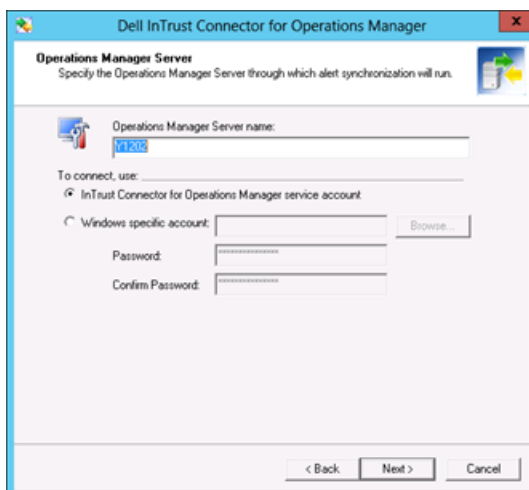 Dell InTrust Connector for Operations Manager
x
Operations Manager Server
Specify the Operations Manager Server through which alert synchronization will run.
Operations Manager Server name:
Y1202
To connect, use:
InTrust Connector for Operations Manager service account
Windows specific account:
Browse...
Password:
**************
Confirm Password:
**************
< Back
Next >
Cancel